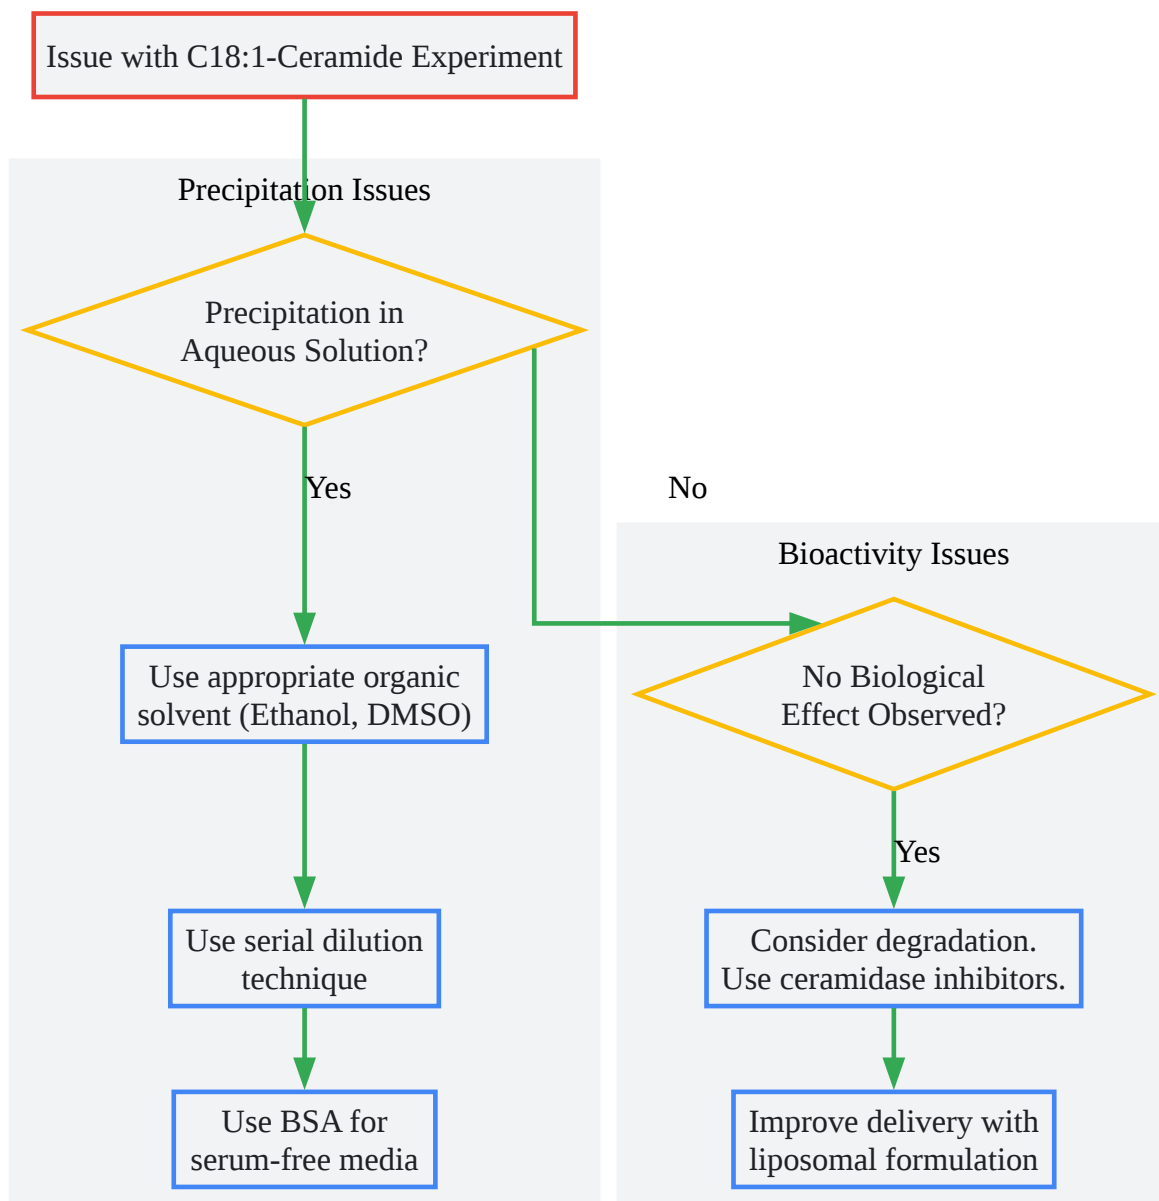 Issue with C18:1-Ceramide Experiment
Precipitation Issues
Precipitation in
Aqueous Solution?
Yes
No
Use appropriate organic
solvent (Ethanol, DMSO)
Use serial dilution
technique
Use BSA for
serum-free media
Bioactivity Issues
No Biological
Effect Observed?
Yes
Consider degradation.
Use ceramidase inhibitors.
Improve delivery with
liposomal formulation